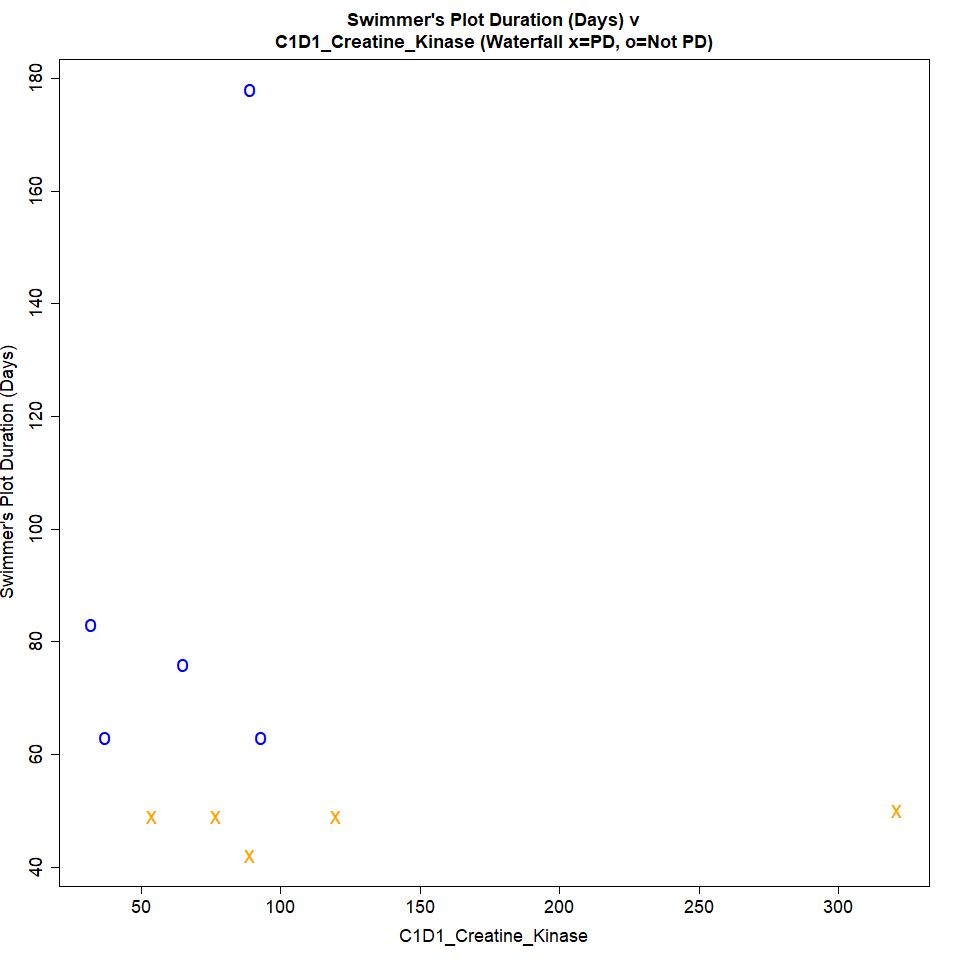 Swimmer's Plot Duration (Days) v
C1D1_Creatine_Kinase (Waterfall x=PD, o=Not PD)
Swimmer's Plot Duration (Days)
180
160
140
120
100
80
60
40
O
O
O
O
O
X
X
X
X
X
50
100
150
200
250
300
C1D1_Creatine_Kinase